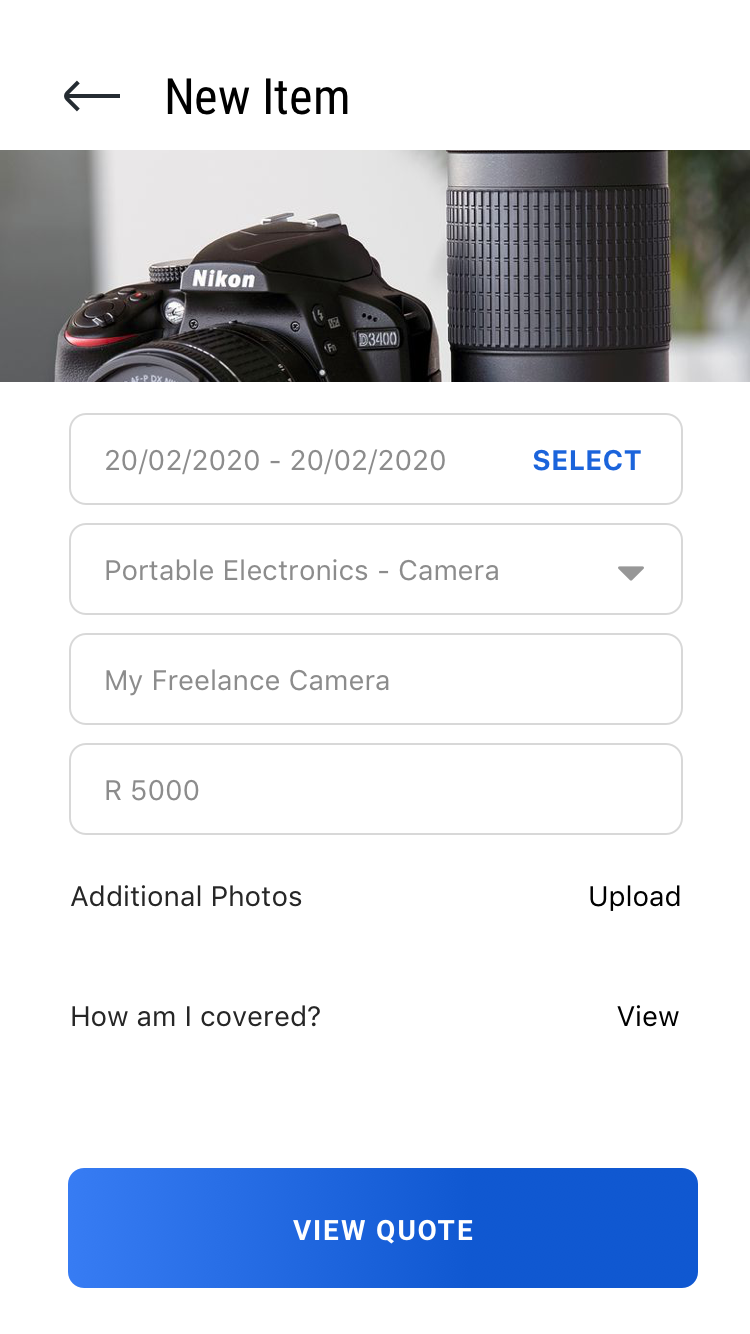 New Item
Nikon
D3400
20/02/2020 - 20/02/2020 SELECT
Portable Electronics - Camera
My Freelance Camera
R 5000
Additional Photos Upload
How am I covered? View
VIEW QUOTE